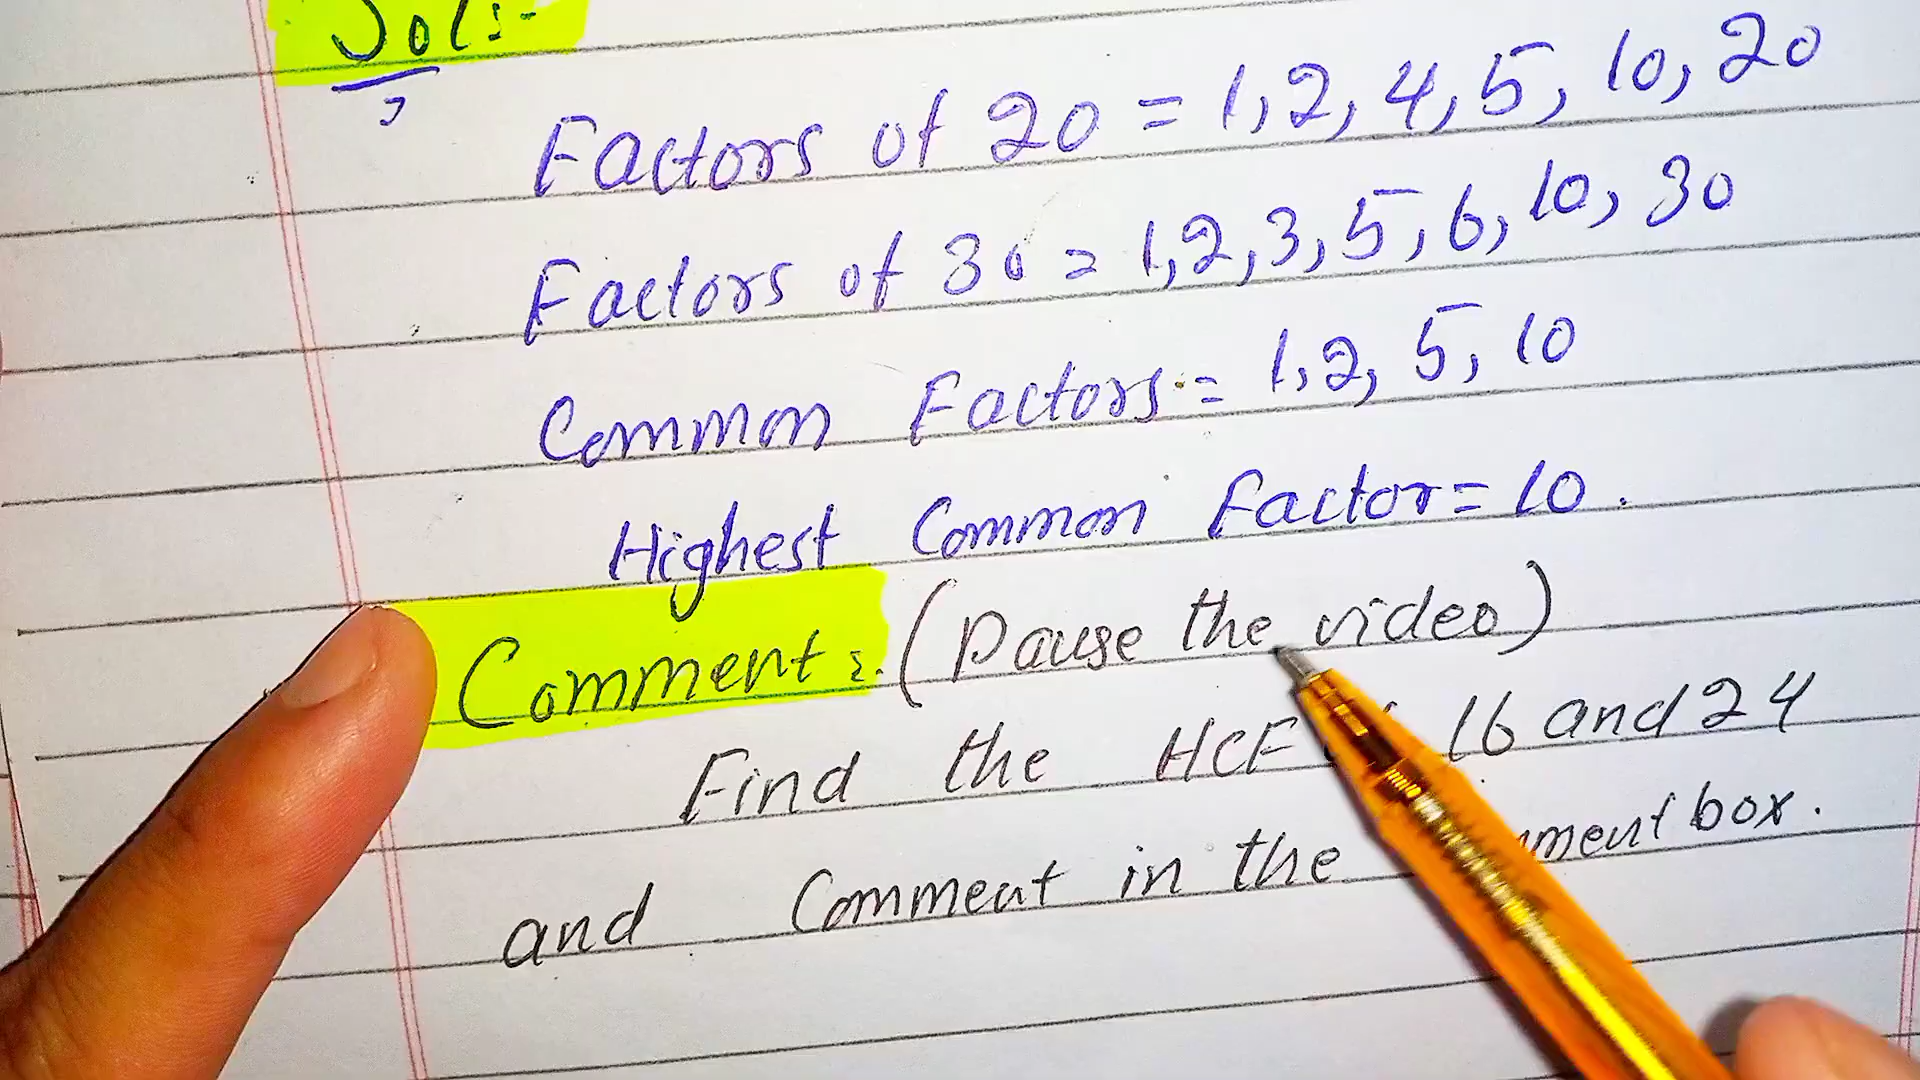 Sol:-
Factors of 20 = 1, 2, 4, 5, 10, 20
Factors of 30 = 1, 2, 3, 5, 6, 10, 30
Common Factors = 1, 2, 5, 10
Highest Common Factor = 10.
Comment:- (Pause the video)
Find the HCF 16 and 24
and Comment in the box.